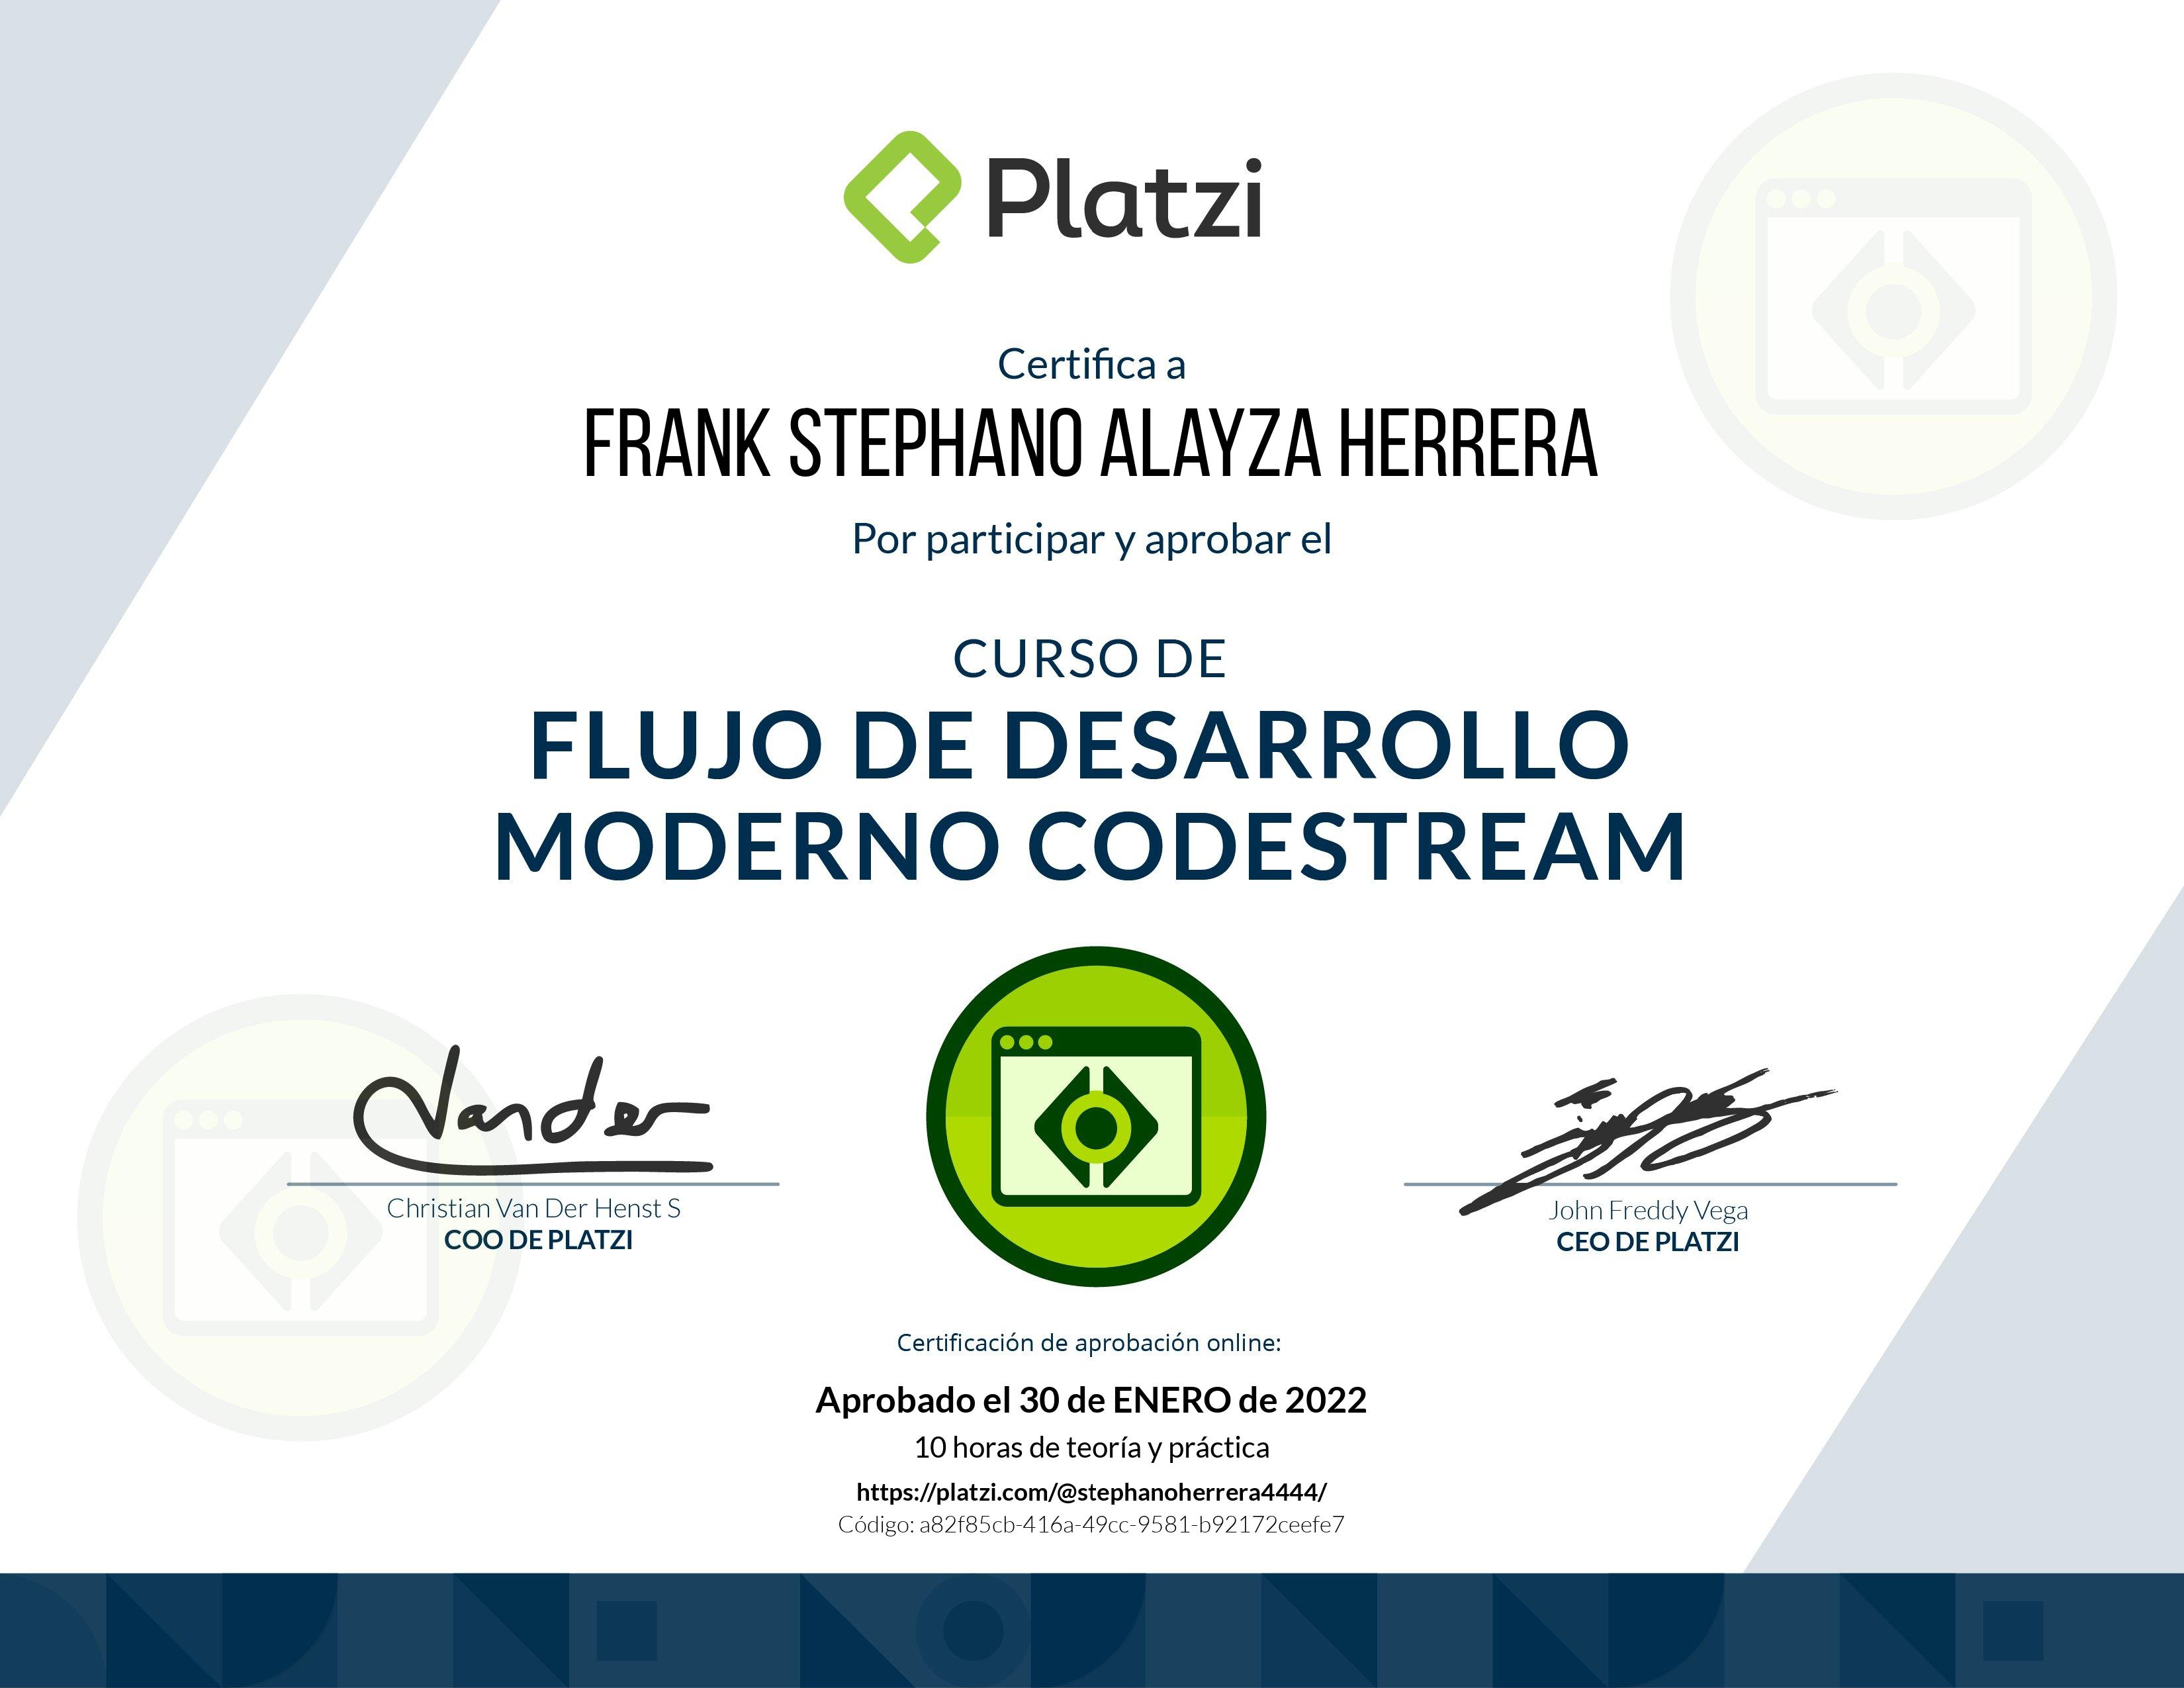 Platzi
Certifica a
FRANK STEPHANO ALAYZA HERRERA
Por participar y aprobar el
CURSO DE
FLUJO DE DESARROLLO
MODERNO CODESTREAM
Vander
Christian Van Der Henst S
COO DE PLATZI
John Freddy Vega
CEO DE PLATZI
Certificación de aprobación online:
Aprobado el 30 de ENERO de 2022
10 horas de teoría y práctica
https://platzi.com/@stephanoherrera4444/
Código: a82f85cb-416a-49cc-9581-b92172ceefe7